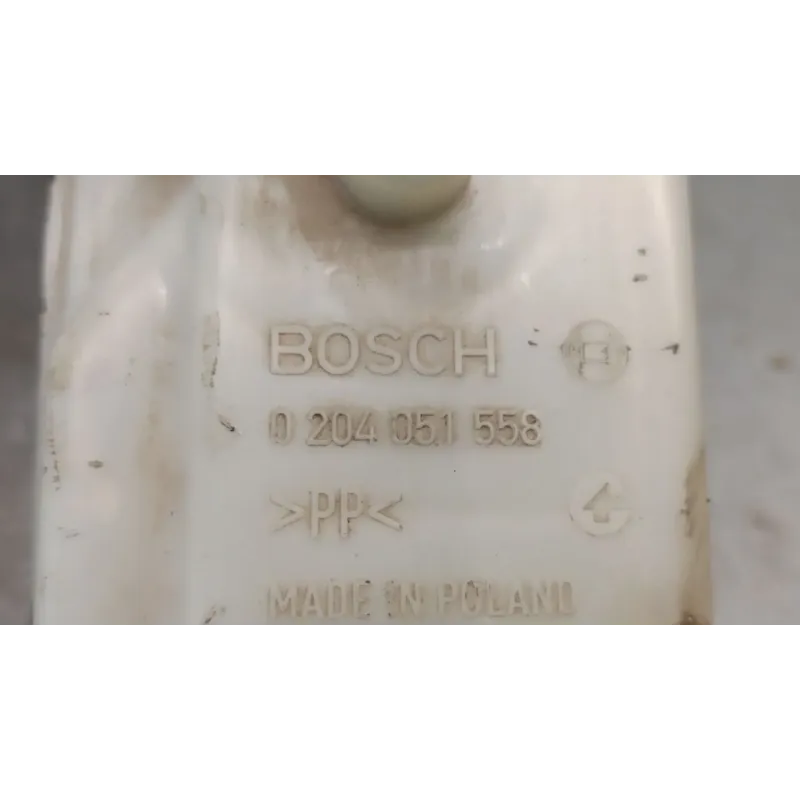 BOSCH
0 204 051 558
>PP<
MADE IN POLAND